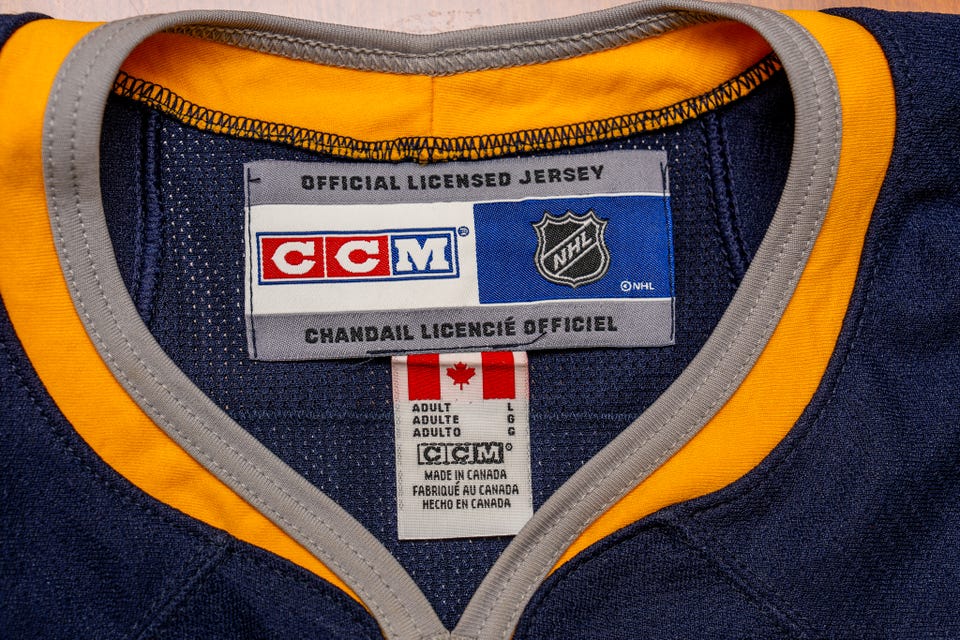 OFFICIAL LICENSED JERSEY
CCM®
NHL
©NHL
CHANDAIL LICENCIÉ OFFICIEL
ADULT L
ADULTE G
ADULTO G
CCM®
MADE IN CANADA
FABRIQUÉ AU CANADA
HECHO EN CANADA